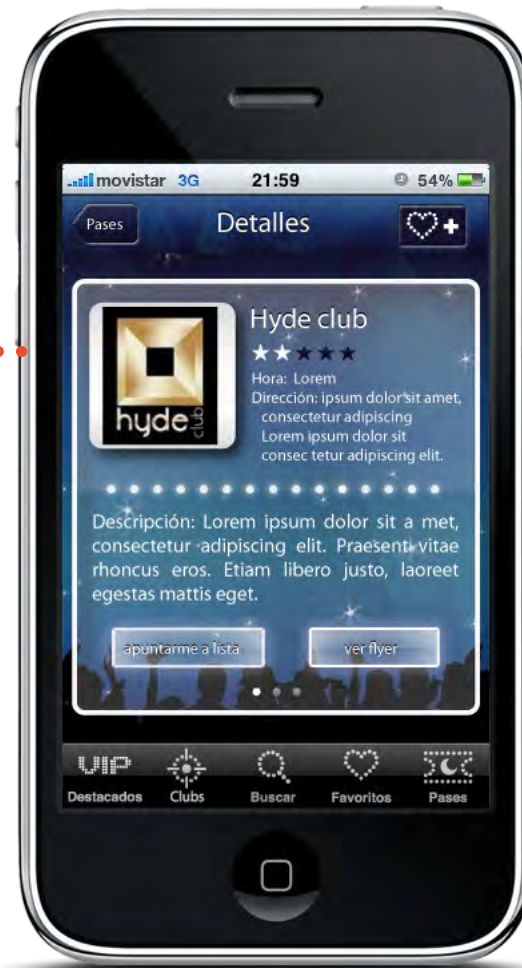 movistar 3G 21:59 54%
Pases Detalles
hyde club
Hyde club
Hora: Lorem
Dirección: ipsum dolor sit amet,
consectetur adipiscing
Lorem ipsum dolor sit
consec tetur adipiscing elit.
Descripción: Lorem ipsum dolor sit a met,
consectetur adipiscing elit. Praesent vitae
rhoncus eros. Etiam libero justo, laoreet
egestas mattis eget.
apuntarme a lista ver flyer
VIP
Destacados Clubs Buscar Favoritos Pases